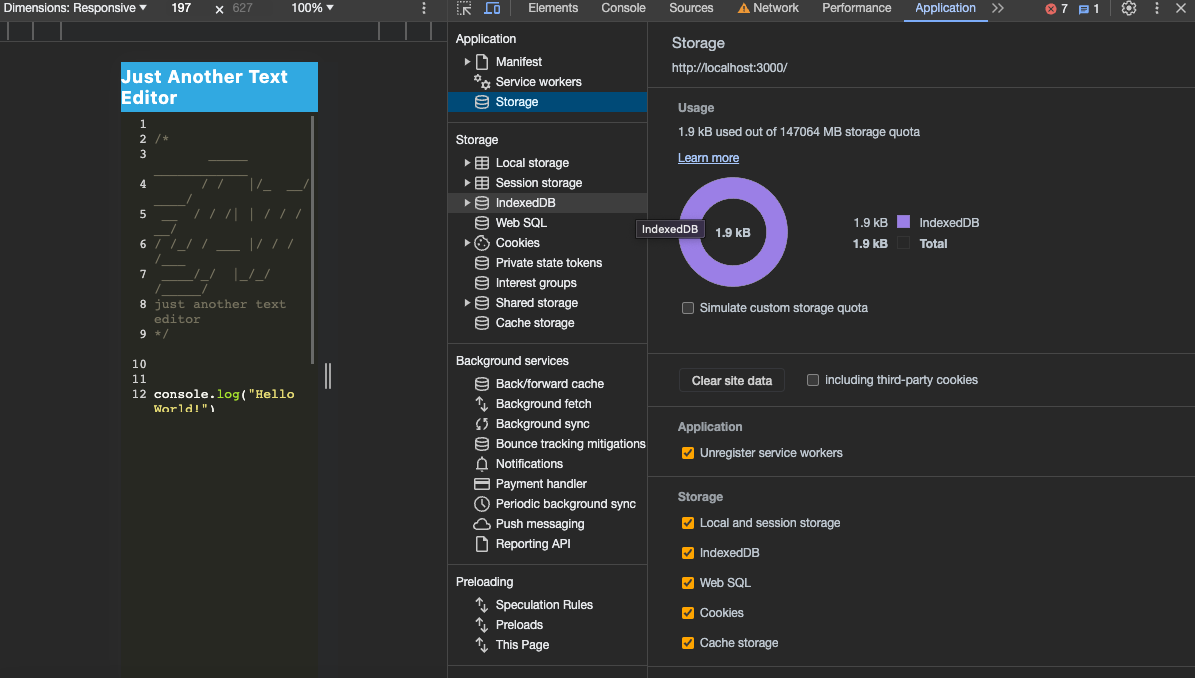 Dimensions: Responsive ▾ 197 × 627 100% ▾
Elements Console Sources Network Performance Application 7 1
Just Another Text
Editor
1
2 /*
3 ______
_____________
4 / / |/_ __/
____/
5 __ / / /| | / / /
__/
6 / /_/ / ___ |/ / /
/___
7 ____/_/ |_/_/
/_____/
8 just another text
editor
9 */
10
11
12 console.log("Hello
World!")
Application
Manifest
Service workers
Storage
Storage
Local storage
Session storage
IndexedDB
Web SQL
Cookies
Private state tokens
Interest groups
Shared storage
Cache storage
Background services
Back/forward cache
Background fetch
Background sync
Bounce tracking mitigations
Notifications
Payment handler
Periodic background sync
Push messaging
Reporting API
Preloading
Speculation Rules
Preloads
This Page
Storage
http://localhost:3000/
Usage
1.9 kB used out of 147064 MB storage quota
Learn more
IndexedDB
1.9 kB
1.9 kB IndexedDB
1.9 kB Total
Simulate custom storage quota
Clear site data including third-party cookies
Application
Unregister service workers
Storage
Local and session storage
IndexedDB
Web SQL
Cookies
Cache storage